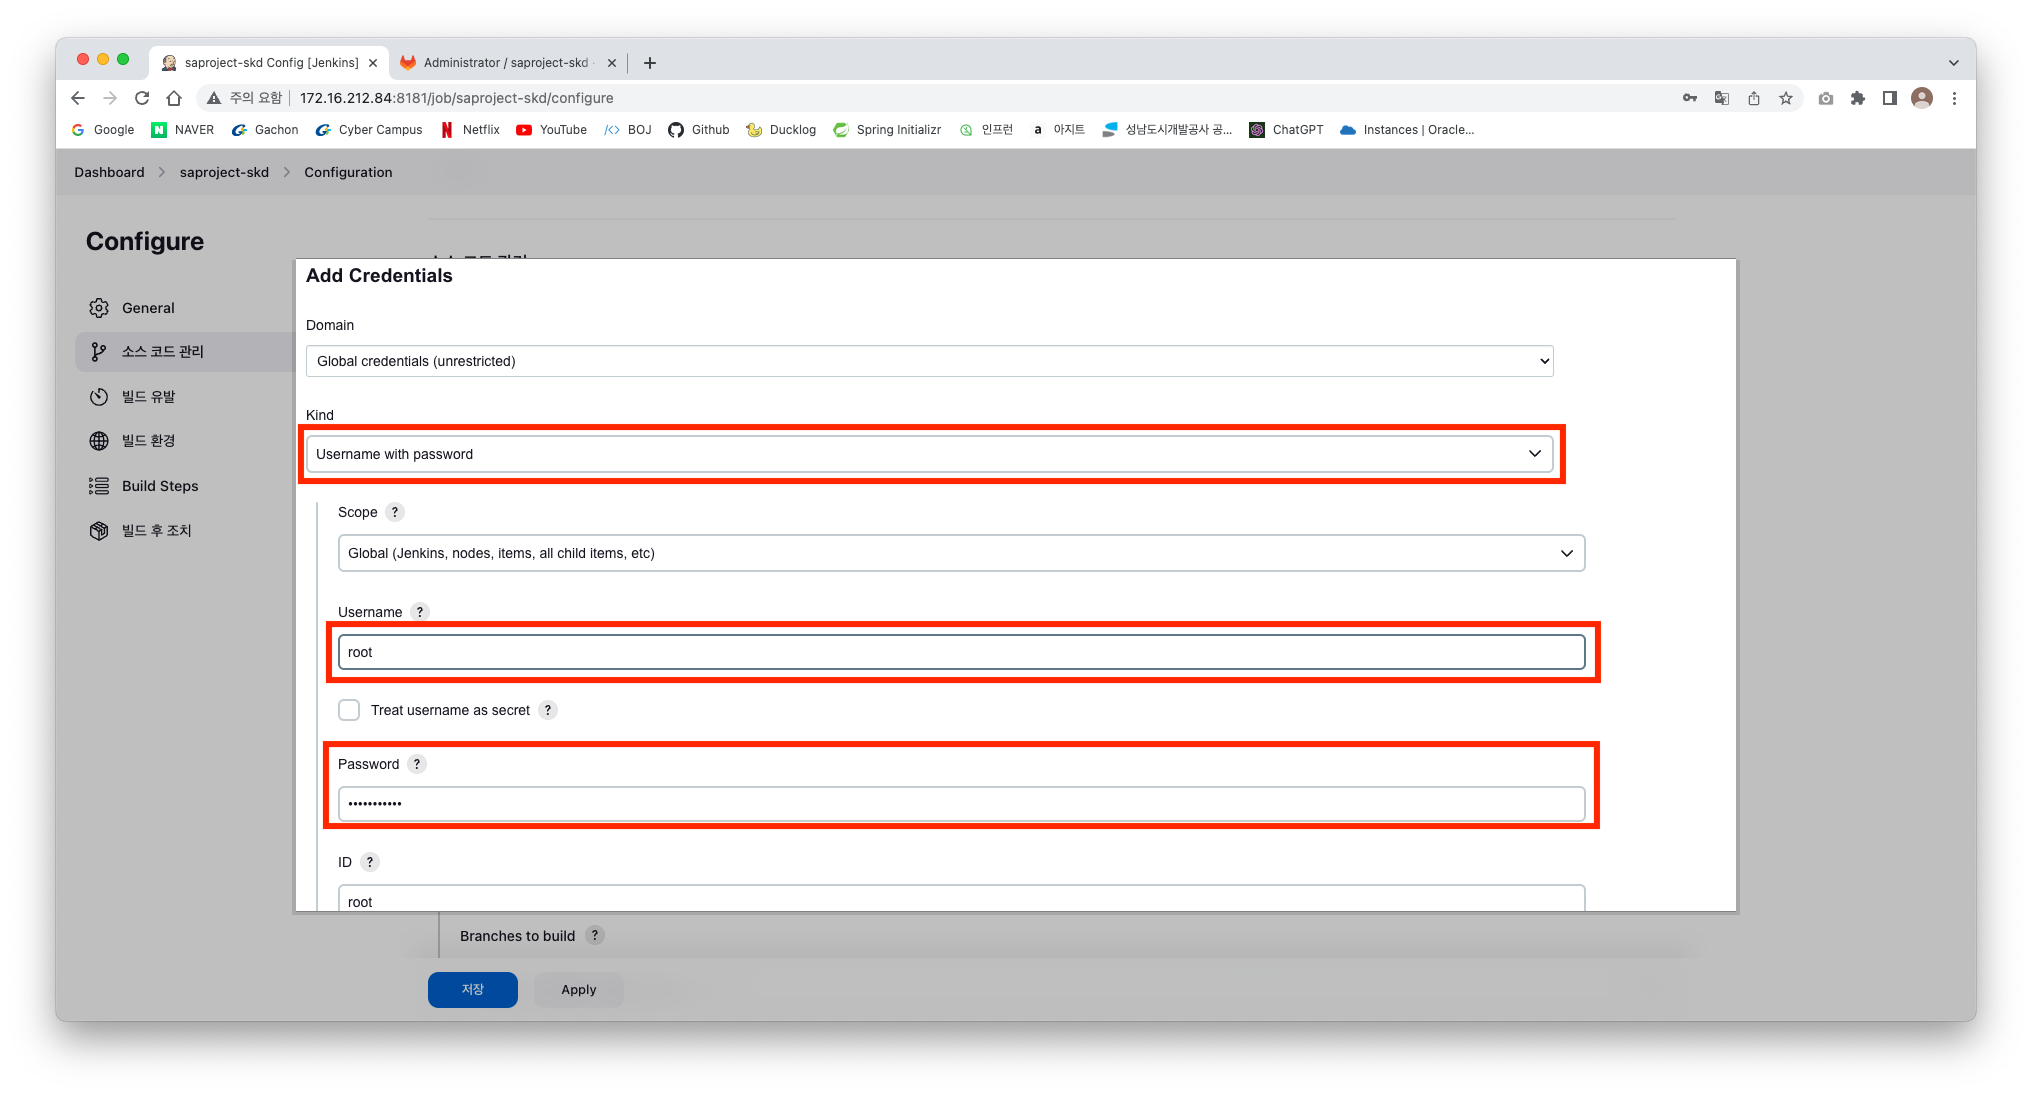 saproject-skd Config [Jenkins]
Administrator / saproject-skd
주의 요함
172.16.212.84:8181/job/saproject-skd/configure
Google NAVER Gachon Cyber Campus Netflix YouTube BOJ Github Ducklog Spring Initializr 인프런 아지트 성남도시개발공사 공... ChatGPT Instances | Oracle...
Dashboard saproject-skd Configuration
Configure
General
소스 코드 관리
빌드 유발
빌드 환경
Build Steps
빌드 후 조치
Add Credentials
Domain
Global credentials (unrestricted)
Kind
Username with password
Scope ?
Global (Jenkins, nodes, items, all child items, etc)
Username ?
root
Treat username as secret ?
Password ?
•••••••••••
ID ?
root
Branches to build ?
저장 Apply